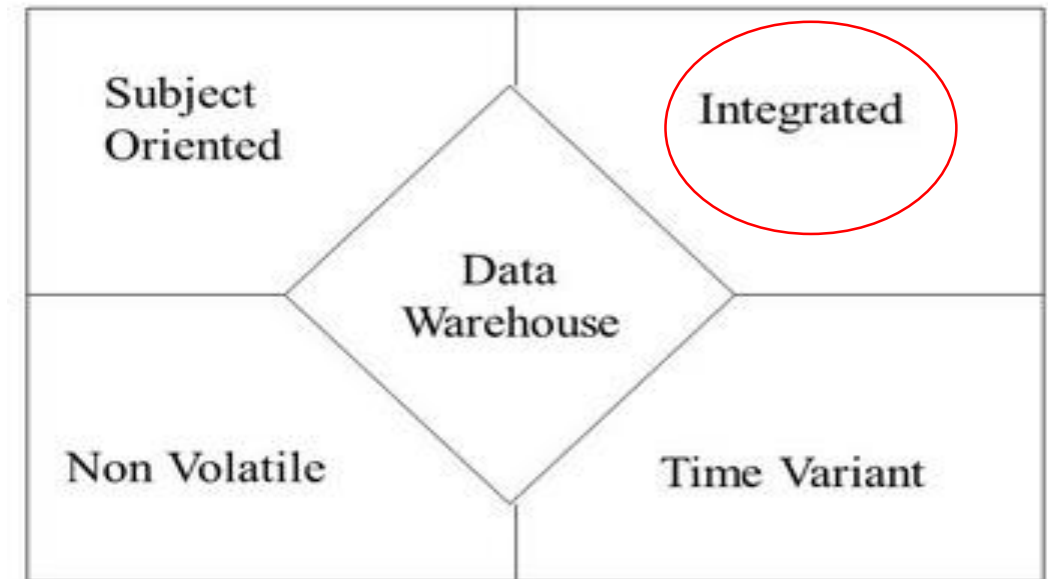 Subject
Oriented
Integrated
Data
Warehouse
Non Volatile
Time Variant